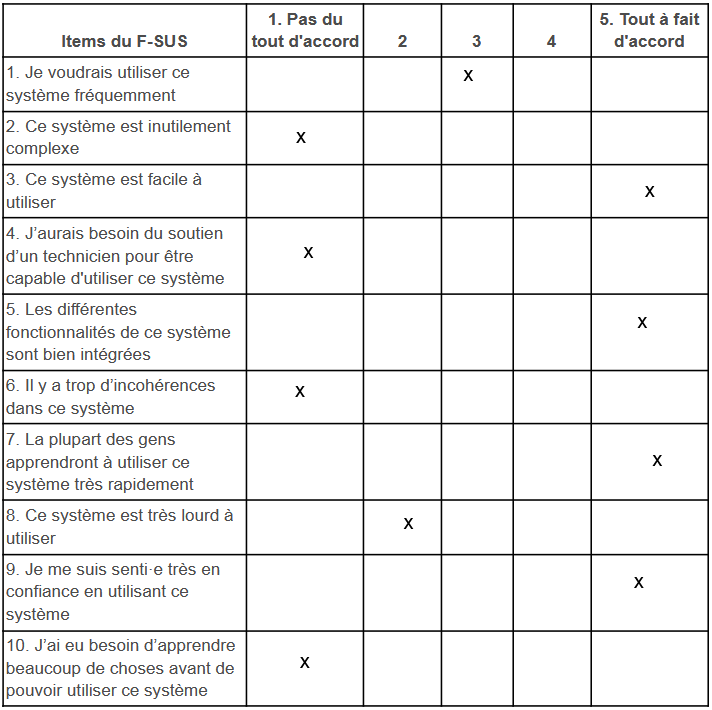 Items du F-SUS
1. Pas du
tout d'accord
2
3
4
5. Tout à fait
d'accord
1. Je voudrais utiliser ce
système fréquemment
X
2. Ce système est inutilement
complexe
X
3. Ce système est facile à
utiliser
X
4. J’aurais besoin du soutien
d’un technicien pour être
capable d'utiliser ce système
X
5. Les différentes
fonctionnalités de ce système
sont bien intégrées
X
6. Il y a trop d’incohérences
dans ce système
X
7. La plupart des gens
apprendront à utiliser ce
système très rapidement
X
8. Ce système est très lourd à
utiliser
X
9. Je me suis senti·e très en
confiance en utilisant ce
système
X
10. J’ai eu besoin d’apprendre
beaucoup de choses avant de
pouvoir utiliser ce système
X